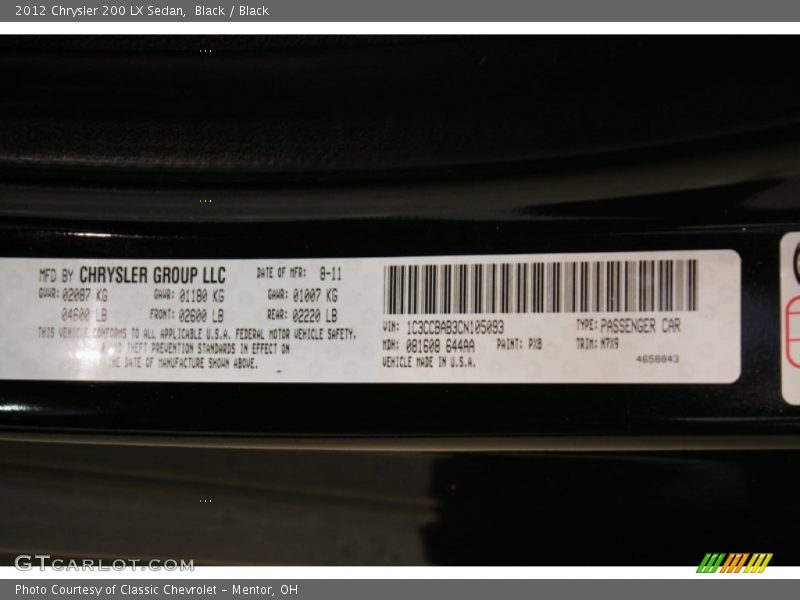 2012 Chrysler 200 LX Sedan, Black / Black
MFD BY CHRYSLER GROUP LLC DATE OF MFR: 8-11
GVWR: 02087 KG GAWR: 01180 KG GAWR: 01007 KG
04600 LB FRONT: 02600 LB REAR: 02220 LB
THIS VEHICLE CONFORMS TO ALL APPLICABLE U.S.A. FEDERAL MOTOR VEHICLE SAFETY,
AND THEFT PREVENTION STANDARDS IN EFFECT ON
THE DATE OF MANUFACTURE SHOWN ABOVE.
VIN: 1C3CCBAB3CN105093 TYPE: PASSENGER CAR
MDH: 081608 644AA PAINT: PX8 TRIM: M7X9
VEHICLE MADE IN U.S.A. 4658843
GTCARLOT.COM
Photo Courtesy of Classic Chevrolet - Mentor, OH